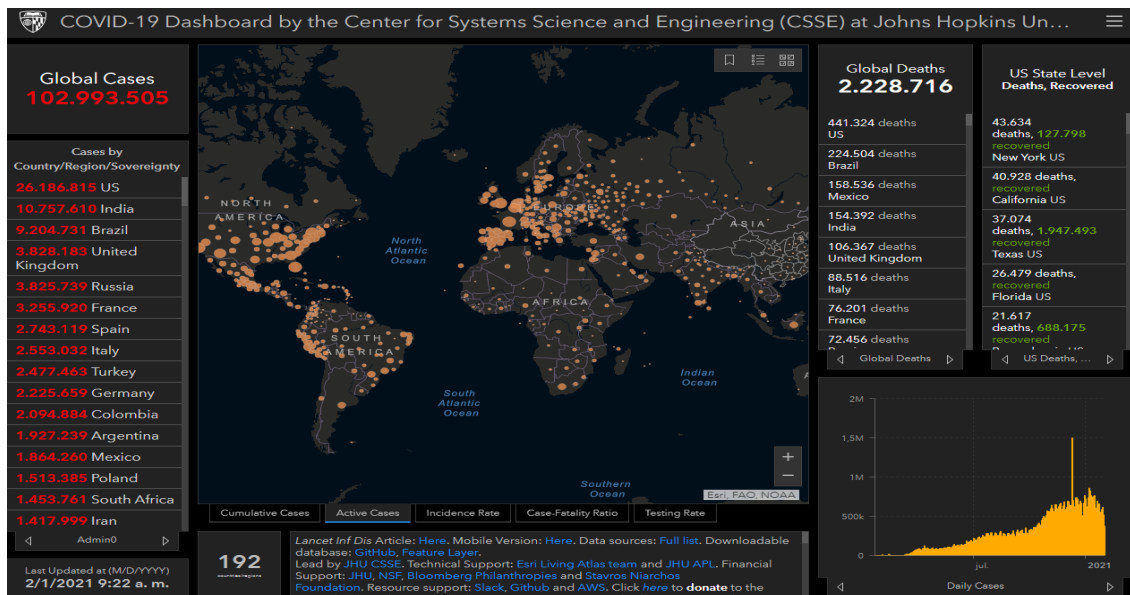 COVID-19 Dashboard by the Center for Systems Science and Engineering (CSSE) at Johns Hopkins Un...
Global Cases
102.993.505
Cases by
Country/Region/Sovereignty
26.186.815 US
10.757.610 India
9.204.731 Brazil
3.828.183 United
Kingdom
3.825.739 Russia
3.255.920 France
2.743.119 Spain
2.553.032 Italy
2.477.463 Turkey
2.225.659 Germany
2.094.884 Colombia
1.927.239 Argentina
1.864.260 Mexico
1.513.385 Poland
1.453.761 South Africa
1.417.999 Iran
Admin0
Last Updated at (M/D/YYYY)
2/1/2021 9:22 a. m.
NORTH
AMERICA
North
Atlantic
Ocean
EUROPE
ASIA
AFRICA
SOUTH
AMERICA
South
Atlantic
Ocean
Indian
Ocean
Southern
Ocean
Esri, FAO, NOAA
Cumulative Cases
Active Cases
Incidence Rate
Case-Fatality Ratio
Testing Rate
192
countries/regions
Lancet Inf Dis Article: Here. Mobile Version: Here. Data sources: Full list. Downloadable
database: GitHub, Feature Layer.
Lead by JHU CSSE. Technical Support: Esri Living Atlas team and JHU APL. Financial
Support: JHU, NSF, Bloomberg Philanthropies and Stavros Niarchos
Foundation. Resource support: Slack, Github and AWS. Click here to donate to the
Global Deaths
2.228.716
441.324 deaths
US
224.504 deaths
Brazil
158.536 deaths
Mexico
154.392 deaths
India
106.367 deaths
United Kingdom
88.516 deaths
Italy
76.201 deaths
France
72.456 deaths
Global Deaths
US State Level
Deaths, Recovered
43.634
deaths, 127.798
recovered
New York US
40.928 deaths,
recovered
California US
37.074
deaths, 1.947.493
recovered
Texas US
26.479 deaths,
recovered
Florida US
21.617
deaths, 688.175
recovered
US Deaths, ...
2M
1,5M
1M
500k
0
jul.
2021
Daily Cases